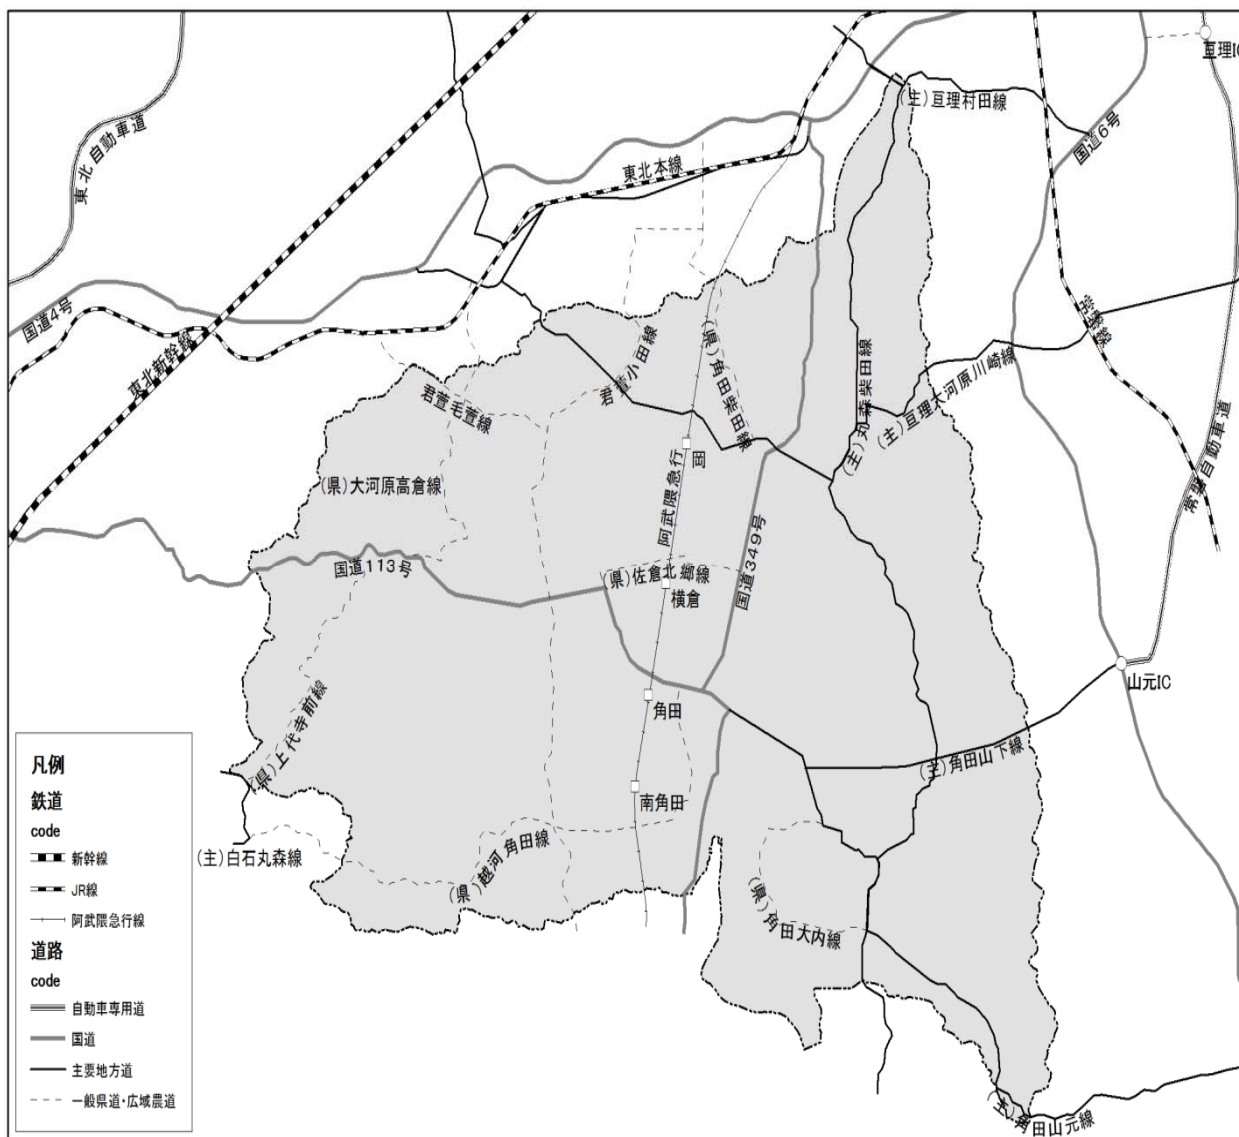 亘理IC
(主)亘理村田線
東北自動車道
国道6号
東北本線
国道4号
東北新幹線
常磐線
(県)角田柴田線
君萱小田線
(主)丸森柴田線
(主)亘理大河原川崎線
君萱毛萱線
常磐自動車道
岡
阿武隈急行
(県)大河原高倉線
国道349号
国道113号
(県)佐倉北郷線
横倉
山元IC
角田
(県)上代寺前線
(主)角田山下線
南角田
(県)越河角田線
(主)白石丸森線
(県)角田大内線
(主)角田山元線
凡例
鉄道
code
新幹線
JR線
阿武隈急行線
道路
code
自動車専用道
国道
主要地方道
一般県道・広域農道